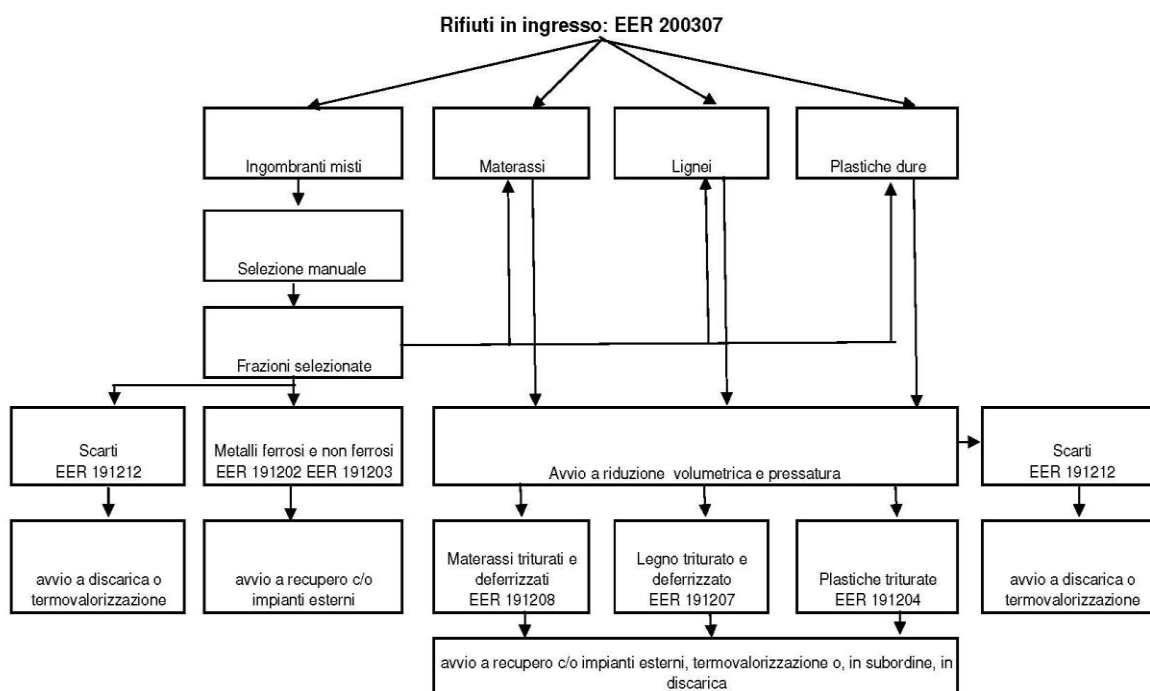 Rifiuti in ingresso: EER 200307
Ingombranti misti
Materassi
Lignei
Plastiche dure
Selezione manuale
Frazioni selezionate
Scarti
EER 191212
Metalli ferrosi e non ferrosi
EER 191202 EER 191203
Avvio a riduzione volumetrica e pressatura
Scarti
EER 191212
avvio a discarica o
termovalorizzazione
avvio a recupero c/o
impianti esterni
Materassi triturati e
deferrizzati
EER 191208
Legno triturato e
deferrizzato
EER 191207
Plastiche triturate
EER 191204
avvio a discarica o
termovalorizzazione
avvio a recupero c/o impianti esterni, termovalorizzazione o, in subordine, in
discarica